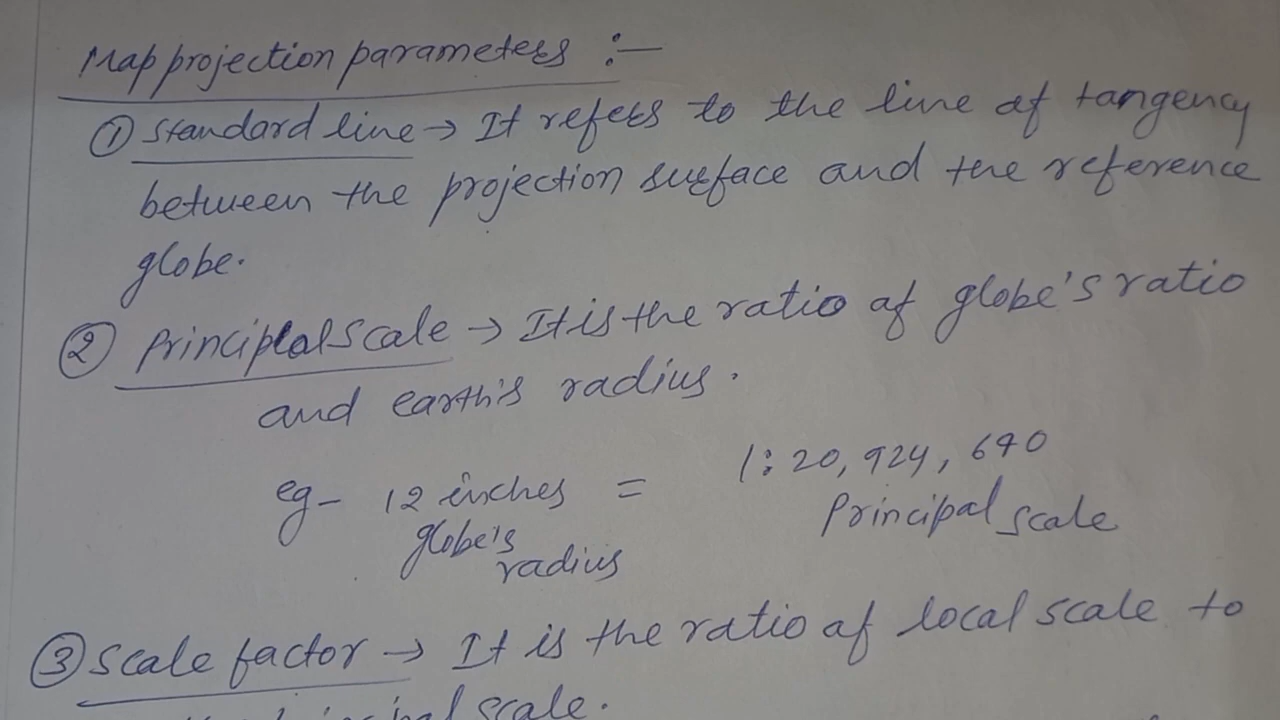 Map projection parameters :-
① Standard line → It refers to the line of tangency
between the projection surface and the reference
globe.
② Principlal Scale → It is the ratio of globe's ratio
and earth's radius.
eg- 12 inches = 1: 20, 924, 640
globe's Principal scale
radius
③ Scale factor → It is the ratio of local scale to
scale.